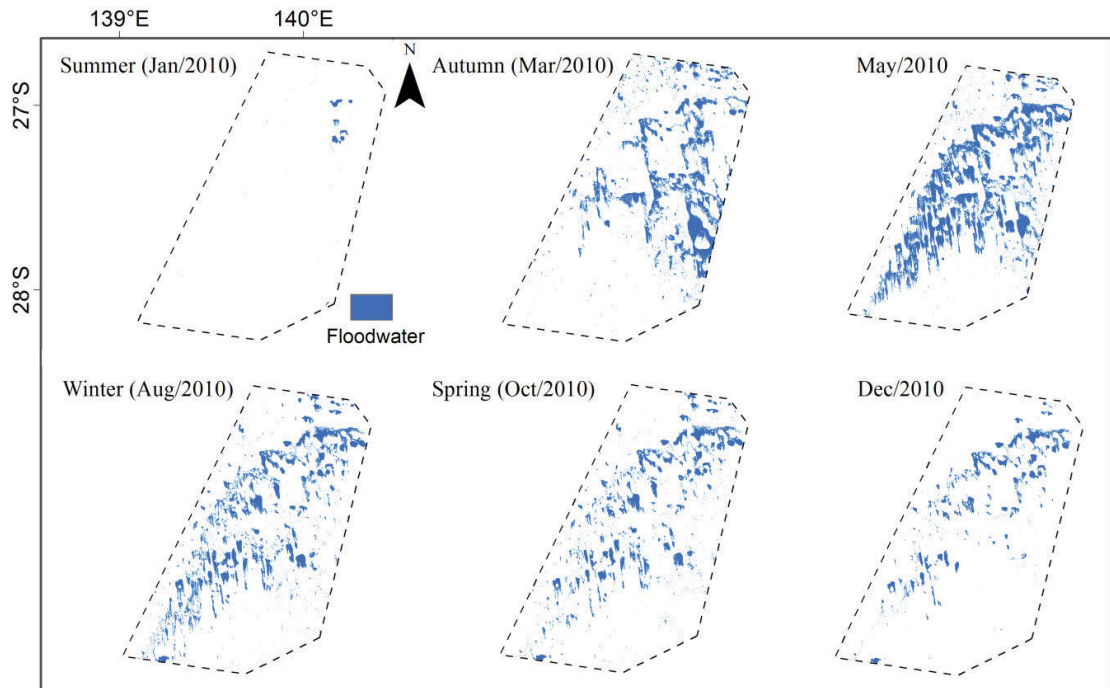 139°E 140°E
27°S
28°S
N
Summer (Jan/2010)
Autumn (Mar/2010)
May/2010
Floodwater
Winter (Aug/2010)
Spring (Oct/2010)
Dec/2010